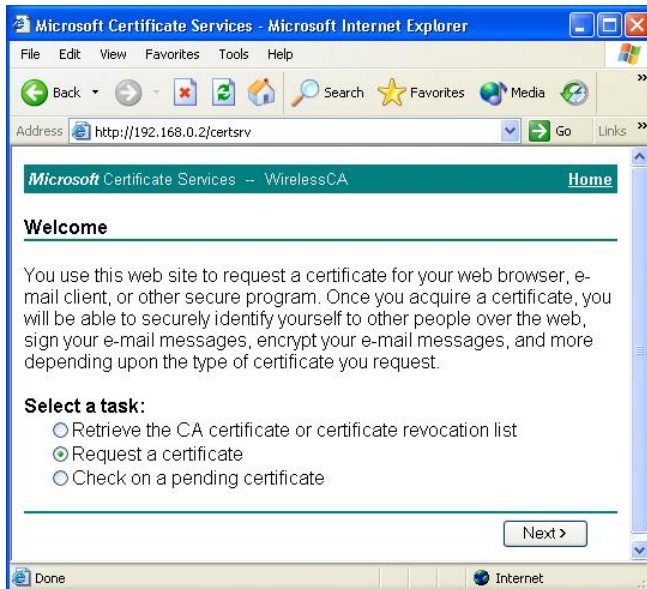 Microsoft Certificate Services - Microsoft Internet Explorer
File Edit View Favorites Tools Help
Back Search Favorites Media »
Address http://192.168.0.2/certsrv Go Links »
Microsoft Certificate Services -- WirelessCA Home
Welcome
You use this web site to request a certificate for your web browser, e-
mail client, or other secure program. Once you acquire a certificate, you
will be able to securely identify yourself to other people over the web,
sign your e-mail messages, encrypt your e-mail messages, and more
depending upon the type of certificate you request.
Select a task:
Retrieve the CA certificate or certificate revocation list
Request a certificate
Check on a pending certificate
Next >
Done Internet